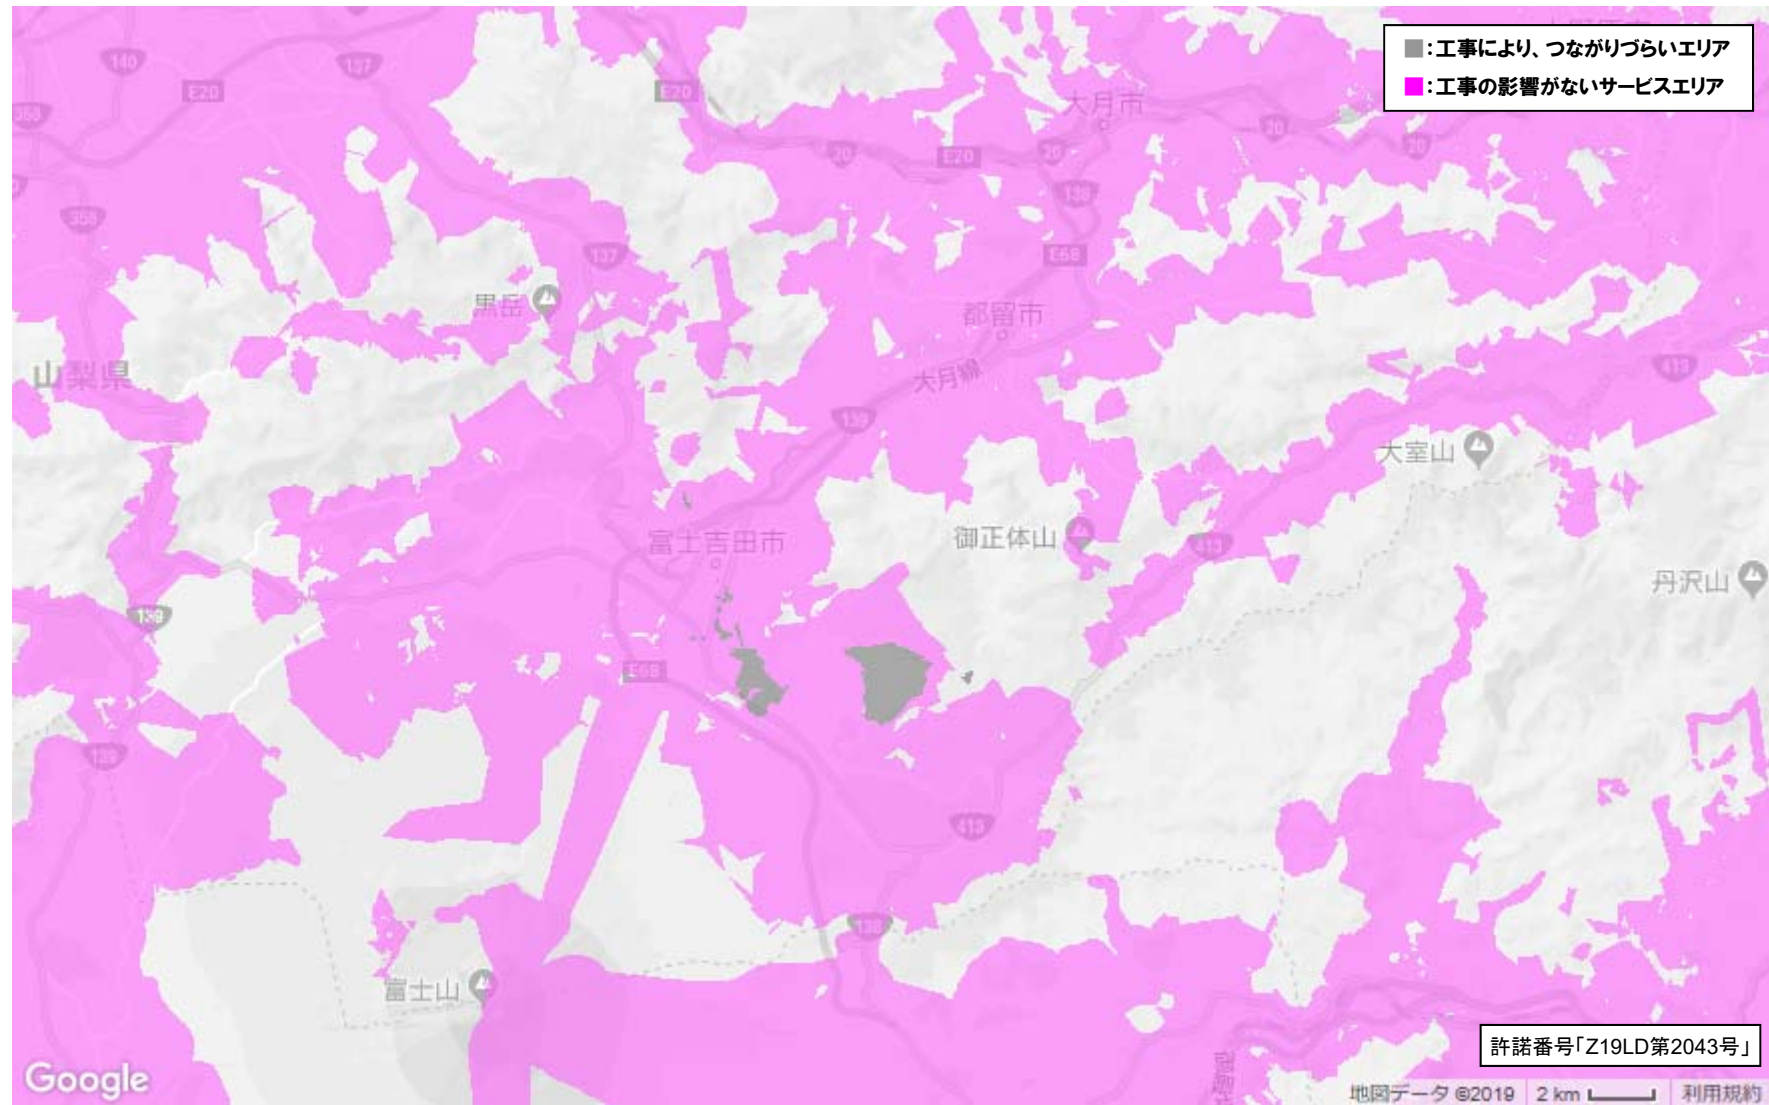 ■:工事により、つながりづらいエリア
■:工事の影響がないサービスエリア
140
137
E20
E20
358
大月市
20
20
20
E20
20
139
358
137
E68
黒岳
都留市
山梨県
大月線
413
139
大室山
富士吉田市
御正体山
413
丹沢山
139
E68
139
413
138
富士山
許諾番号「Z19LD第2043号」
Google
地図データ ©2019
2 km
利用規約